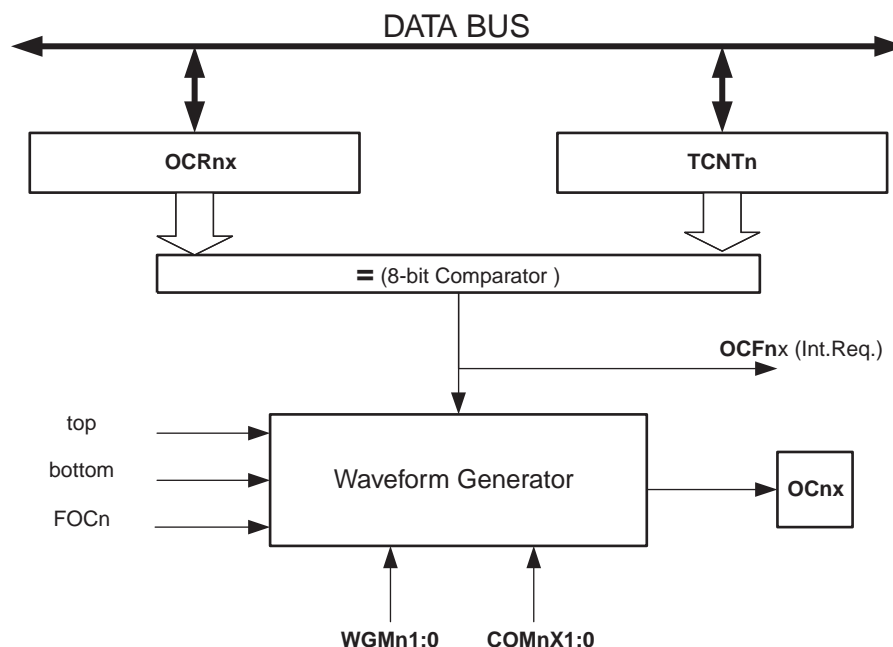 DATA BUS
OCRnx
TCNTn
= (8-bit Comparator )
OCFnx (Int.Req.)
top
bottom
FOCn
Waveform Generator
OCnx
WGMn1:0
COMnX1:0